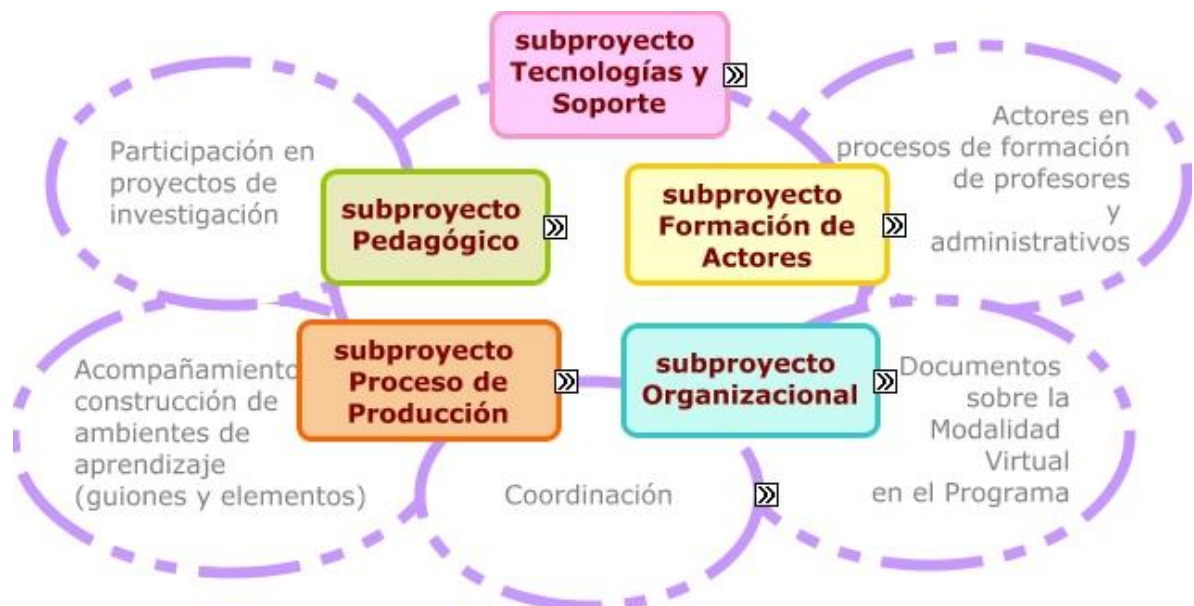 subproyecto
Tecnologías y
Soporte
Participación en
proyectos de
investigación
subproyecto
Pedagógico
subproyecto
Formación de
Actores
Actores en
procesos de formación
de profesores
y
administrativos
Acompañamiento
construcción de
ambientes de
aprendizaje
(guiones y elementos)
subproyecto
Proceso de
Producción
subproyecto
Organizacional
Documentos
sobre la
Modalidad
Virtual
en el Programa
Coordinación